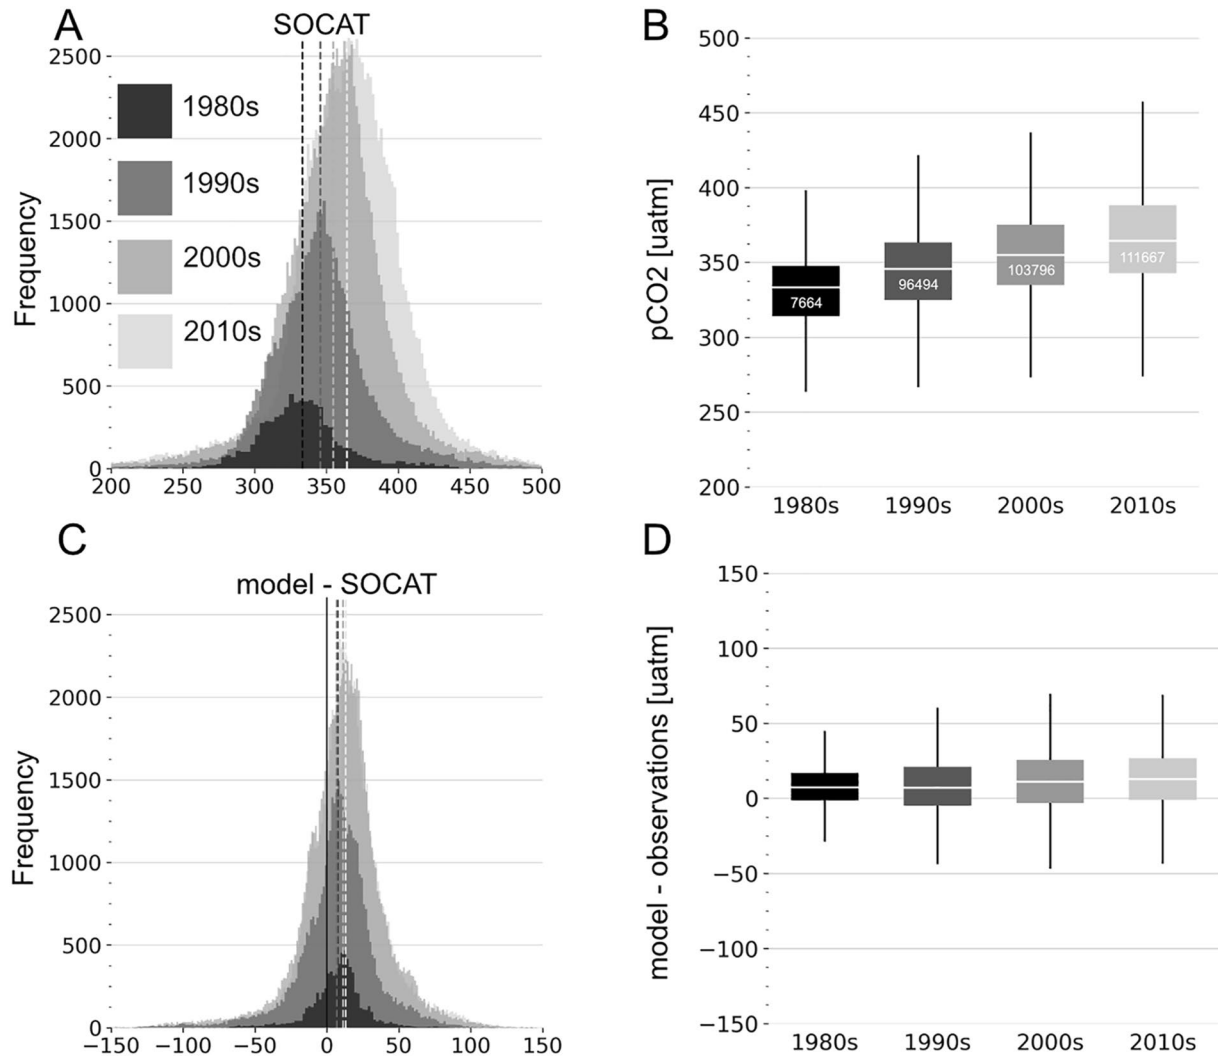 A
SOCAT
2500
2000
1500
1000
500
0
Frequency
1980s
1990s
2000s
2010s
200 250 300 350 400 450 500
B
500
450
400
350
300
250
200
pCO2 [uatm]
7664
96494
103796
111667
1980s 1990s 2000s 2010s
C
model - SOCAT
2500
2000
1500
1000
500
0
Frequency
−150 −100 −50 0 50 100 150
D
150
100
50
0
−50
−100
−150
model - observations [uatm]
1980s 1990s 2000s 2010s